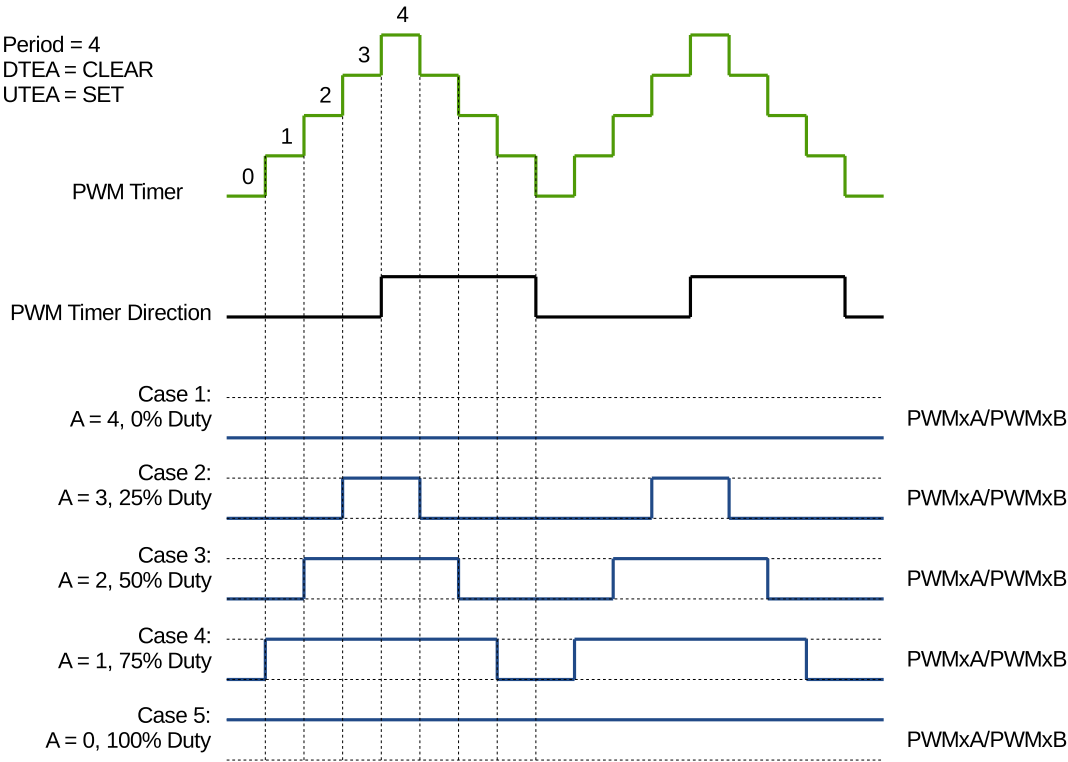 4
Period = 4
3
DTEA = CLEAR
UTEA = SET
2
1
0
PWM Timer
PWM Timer Direction
Case 1:
A = 4, 0% Duty
PWMxA/PWMxB
Case 2:
A = 3, 25% Duty
PWMxA/PWMxB
Case 3:
A = 2, 50% Duty
PWMxA/PWMxB
Case 4:
A = 1, 75% Duty
PWMxA/PWMxB
Case 5:
A = 0, 100% Duty
PWMxA/PWMxB